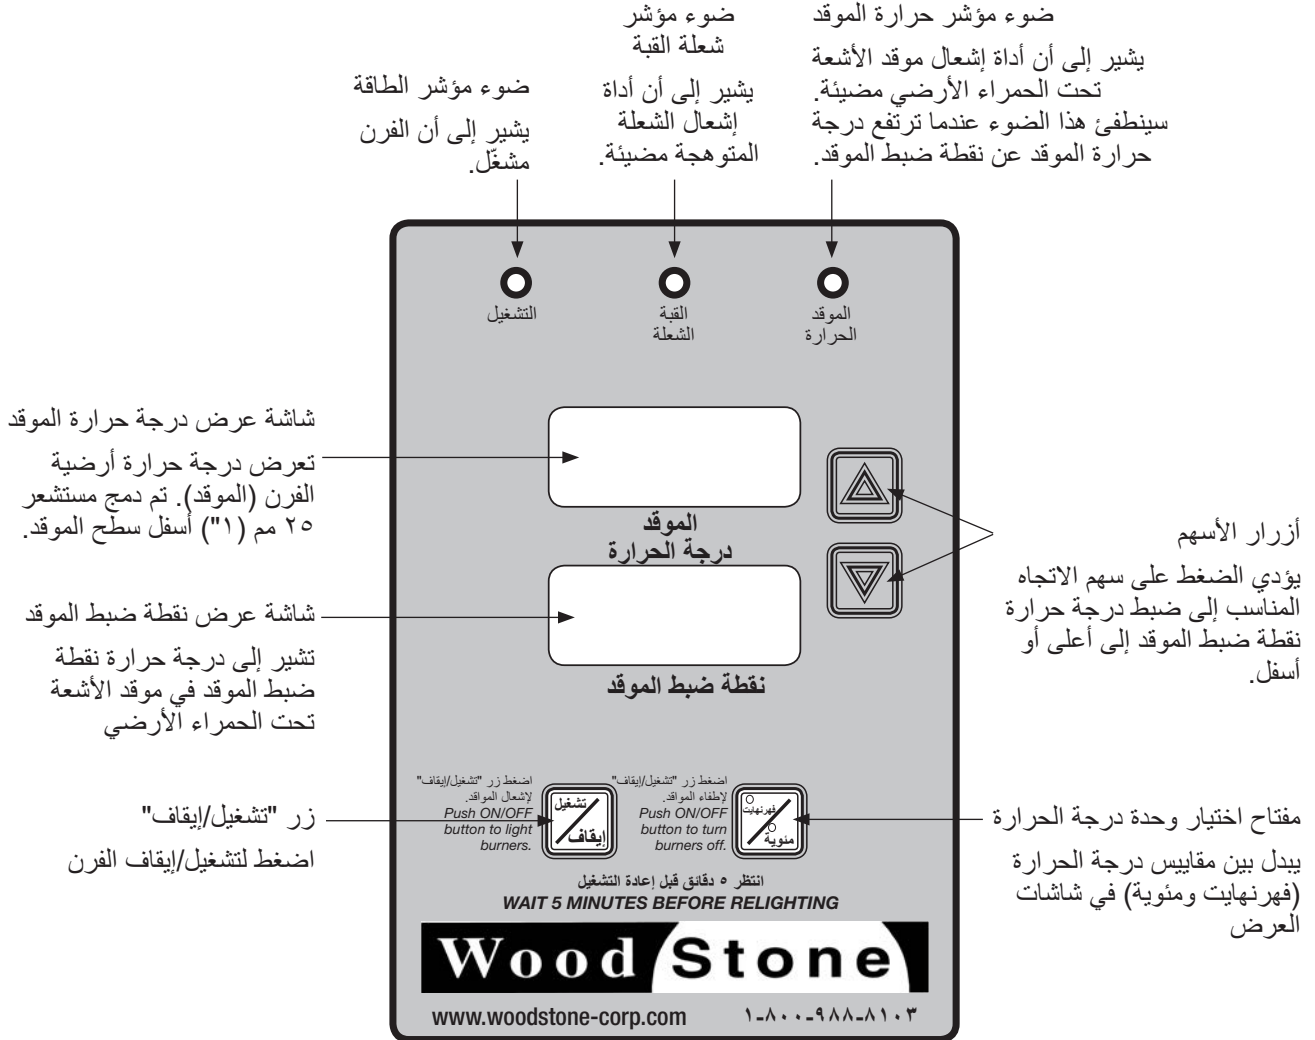 ضوء مؤشر حرارة الموقد
يشير إلى أن أداة إشعال موقد الأشعة
تحت الحمراء الأرضي مضيئة.
سينطفئ هذا الضوء عندما ترتفع درجة
حرارة الموقد عن نقطة ضبط الموقد.
ضوء مؤشر
شعلة القبة
يشير إلى أن أداة
إشعال الشعلة
المتوهجة مضيئة.
ضوء مؤشر الطاقة
يشير إلى أن الفرن
مشغّل.
الموقد
الحرارة
القبة
الشعلة
التشغيل
شاشة عرض درجة حرارة الموقد
تعرض درجة حرارة أرضية
الفرن (الموقد). تم دمج مستشعر
٢٥ مم (١") أسفل سطح الموقد.
الموقد
درجة الحرارة
أزرار الأسهم
يؤدي الضغط على سهم الاتجاه
المناسب إلى ضبط درجة حرارة
نقطة ضبط الموقد إلى أعلى أو
أسفل.
شاشة عرض نقطة ضبط الموقد
تشير إلى درجة حرارة نقطة
ضبط الموقد في موقد الأشعة
تحت الحمراء الأرضي
نقطة ضبط الموقد
مفتاح اختيار وحدة درجة الحرارة
يبدل بين مقاييس درجة الحرارة
(فهرنهايت ومئوية) في شاشات
العرض
فهرنهايت
مئوية
اضغط زر "تشغيل/إيقاف"
لإطفاء المواقد.
Push ON/OFF
button to turn
burners off.
تشغيل
إيقاف
اضغط زر "تشغيل/إيقاف"
لإشعال المواقد.
Push ON/OFF
button to light
burners.
زر "تشغيل/إيقاف"
اضغط لتشغيل/إيقاف الفرن
انتظر ٥ دقائق قبل إعادة التشغيل
WAIT 5 MINUTES BEFORE RELIGHTING
Wood Stone
www.woodstone-corp.com ١-٨٠٠-٩٨٨-٨١٠٣